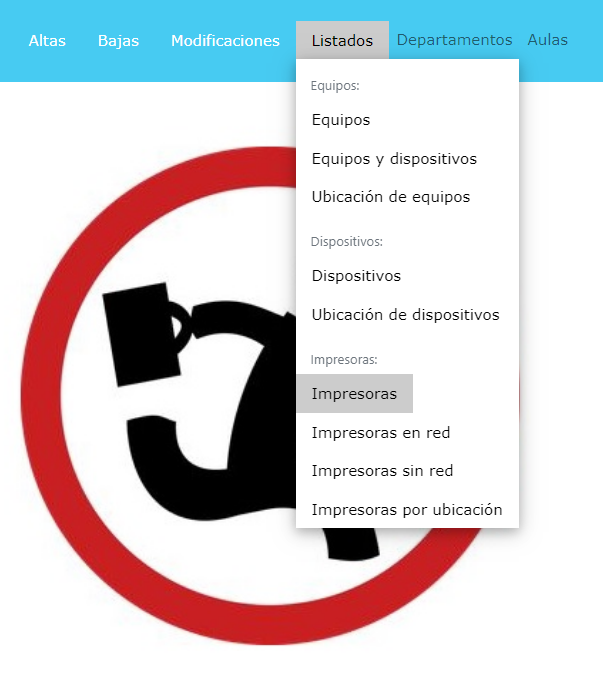 Altas Bajas Modificaciones Listados Departamentos Aulas
Equipos:
Equipos
Equipos y dispositivos
Ubicación de equipos
Dispositivos:
Dispositivos
Ubicación de dispositivos
Impresoras:
Impresoras
Impresoras en red
Impresoras sin red
Impresoras por ubicación